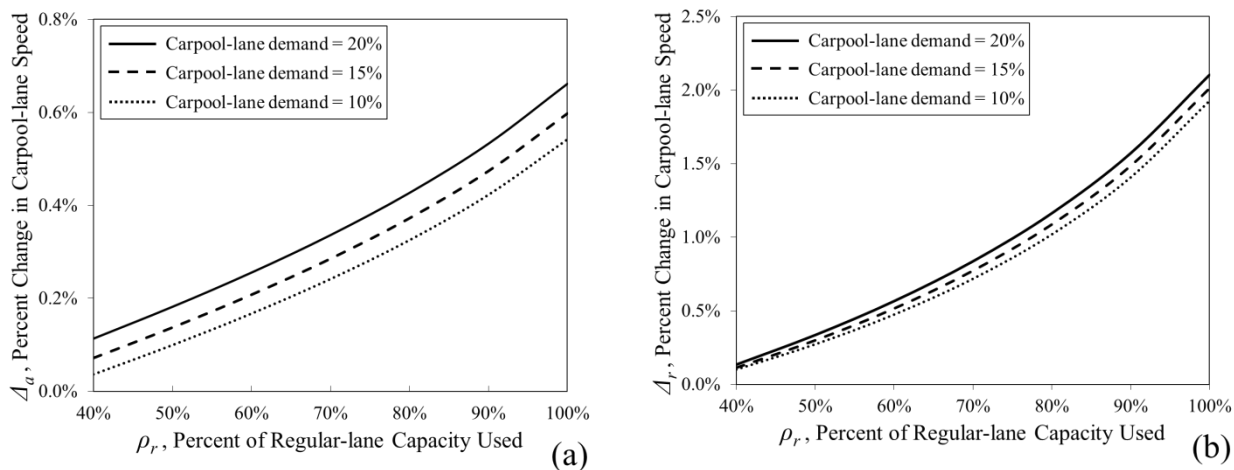 0.8%
0.6%
0.4%
0.2%
0.0%
Δa , Percent Change in Carpool-lane Speed
Carpool-lane demand = 20%
Carpool-lane demand = 15%
Carpool-lane demand = 10%
40% 50% 60% 70% 80% 90% 100%
ρr , Percent of Regular-lane Capacity Used
(a)
2.5%
2.0%
1.5%
1.0%
0.5%
0.0%
Δr , Percent Change in Carpool-lane Speed
Carpool-lane demand = 20%
Carpool-lane demand = 15%
Carpool-lane demand = 10%
40% 50% 60% 70% 80% 90% 100%
ρr , Percent of Regular-lane Capacity Used
(b)